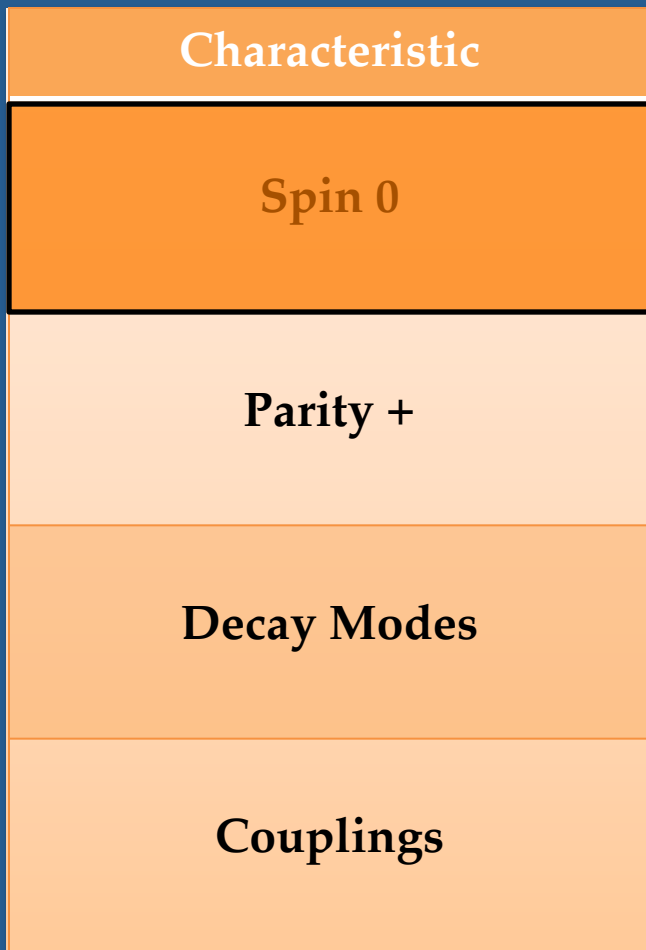 Characteristic
Spin 0
Parity +
Decay Modes
Couplings